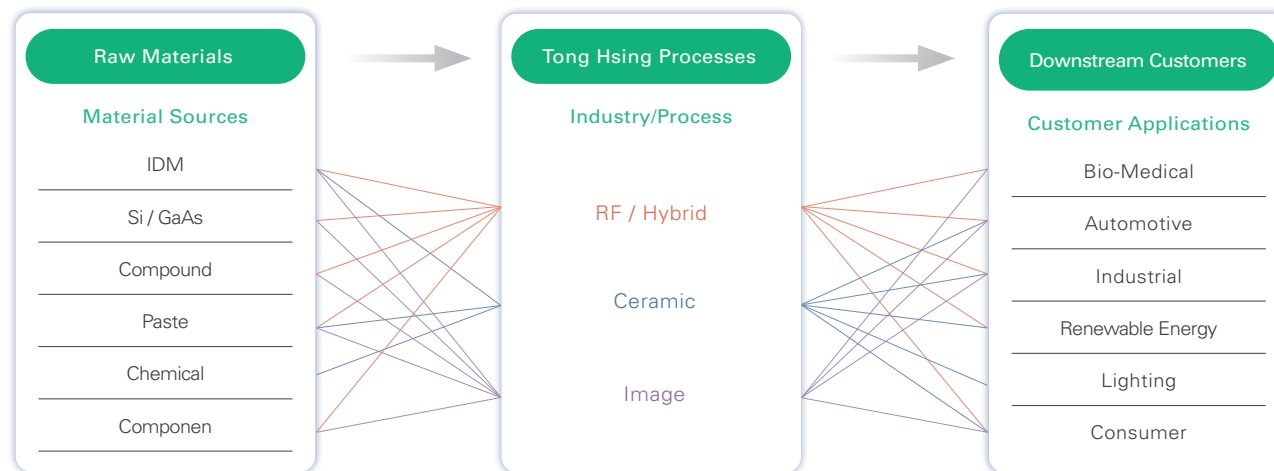 Raw Materials
Material Sources
IDM
Si / GaAs
Compound
Paste
Chemical
Componen
Tong Hsing Processes
Industry/Process
RF / Hybrid
Ceramic
Image
Downstream Customers
Customer Applications
Bio-Medical
Automotive
Industrial
Renewable Energy
Lighting
Consumer